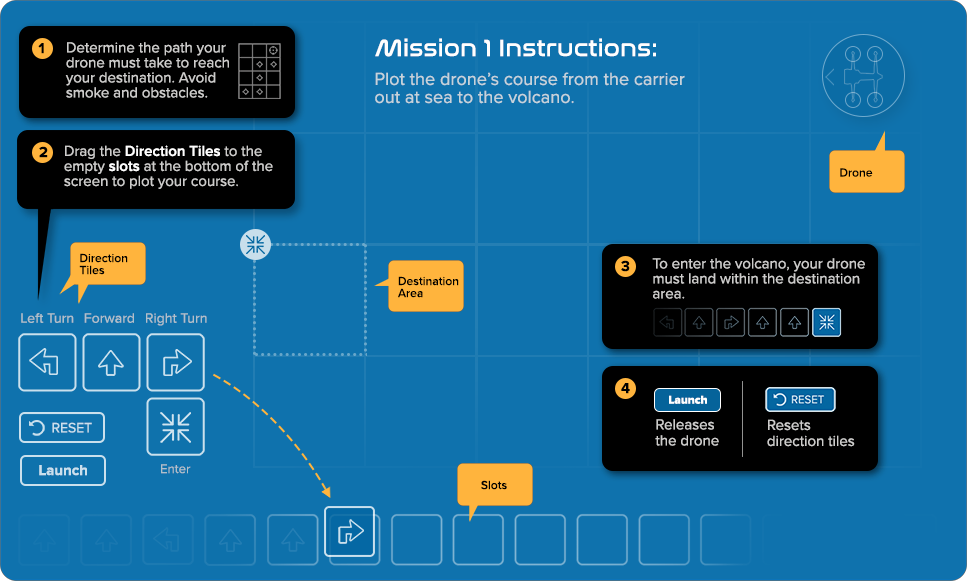 Mission 1 Instructions:
Plot the drone's course from the carrier
out at sea to the volcano.
1
Determine the path your
drone must take to reach
your destination. Avoid
smoke and obstacles.
2
Drag the Direction Tiles to the
empty slots at the bottom of the
screen to plot your course.
Drone
Direction
Tiles
Destination
Area
3
To enter the volcano, your drone
must land within the destination
area.
Left Turn Forward Right Turn
RESET
Launch
Enter
4
Launch
Releases
the drone
RESET
Resets
direction tiles
Slots